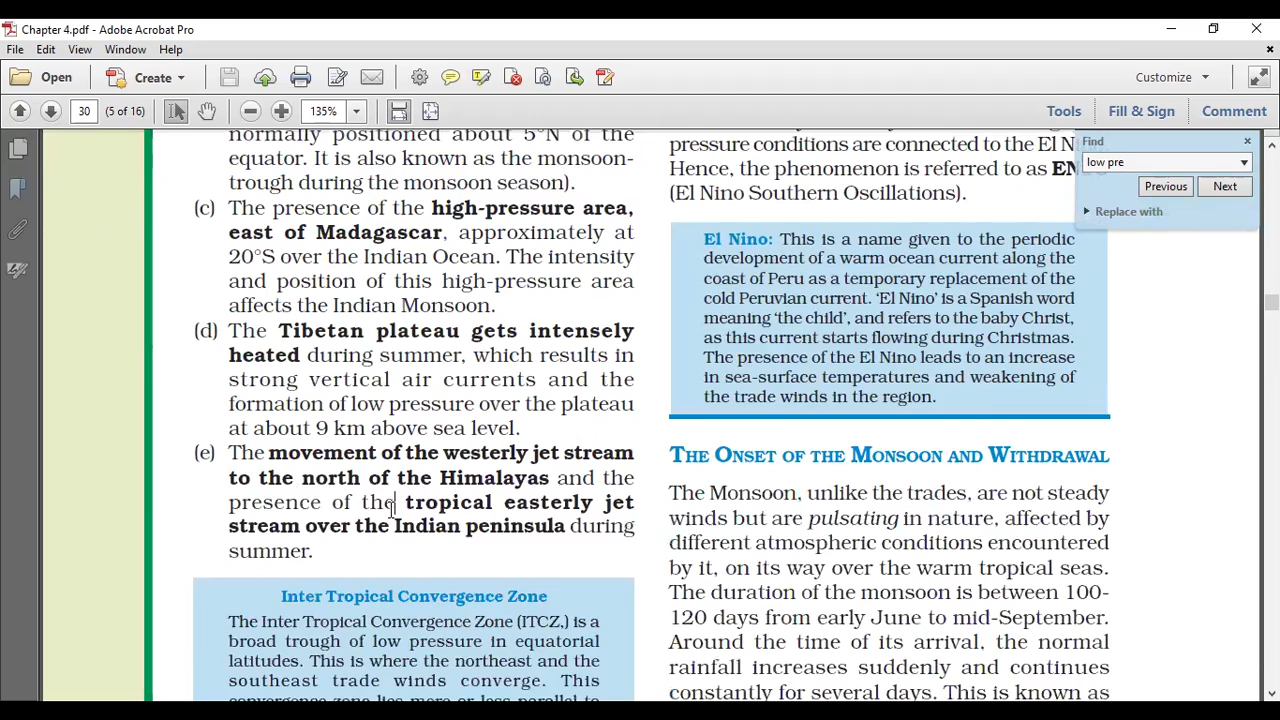 Chapter 4.pdf - Adobe Acrobat Pro
File Edit View Window Help
Open Create Customize
30 (5 of 16) 135% Tools Fill & Sign Comment
normally positioned about 5°N of the
equator. It is also known as the monsoon-
trough during the monsoon season).
(c) The presence of the high-pressure area,
east of Madagascar, approximately at
20°S over the Indian Ocean. The intensity
and position of this high-pressure area
affects the Indian Monsoon.
(d) The Tibetan plateau gets intensely
heated during summer, which results in
strong vertical air currents and the
formation of low pressure over the plateau
at about 9 km above sea level.
(e) The movement of the westerly jet stream
to the north of the Himalayas and the
presence of the tropical easterly jet
stream over the Indian peninsula during
summer.
Inter Tropical Convergence Zone
The Inter Tropical Convergence Zone (ITCZ,) is a
broad trough of low pressure in equatorial
latitudes. This is where the northeast and the
southeast trade winds converge. This
convergence zone lies more or less parallel to
pressure conditions are connected to the El
Hence, the phenomenon is referred to as
(El Nino Southern Oscillations).
El Nino: This is a name given to the periodic
development of a warm ocean current along the
coast of Peru as a temporary replacement of the
cold Peruvian current. ‘El Nino’ is a Spanish word
meaning ‘the child’, and refers to the baby Christ,
as this current starts flowing during Christmas.
The presence of the El Nino leads to an increase
in sea-surface temperatures and weakening of
the trade winds in the region.
THE ONSET OF THE MONSOON AND WITHDRAWAL
The Monsoon, unlike the trades, are not steady
winds but are pulsating in nature, affected by
different atmospheric conditions encountered
by it, on its way over the warm tropical seas.
The duration of the monsoon is between 100-
120 days from early June to mid-September.
Around the time of its arrival, the normal
rainfall increases suddenly and continues
constantly for several days. This is known as
Find
low pre
Previous Next
Replace with